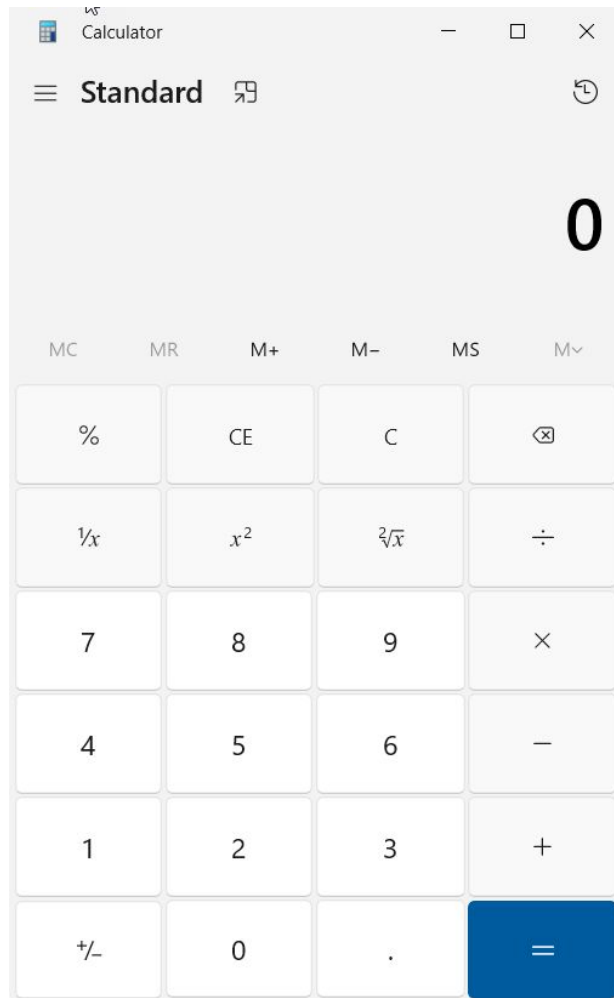 Calculator
Standard
0
MC MR M+ M− MS M
% CE C
¹/x x² ²√x ÷
7 8 9 ×
4 5 6 −
1 2 3 +
+/− 0 . =